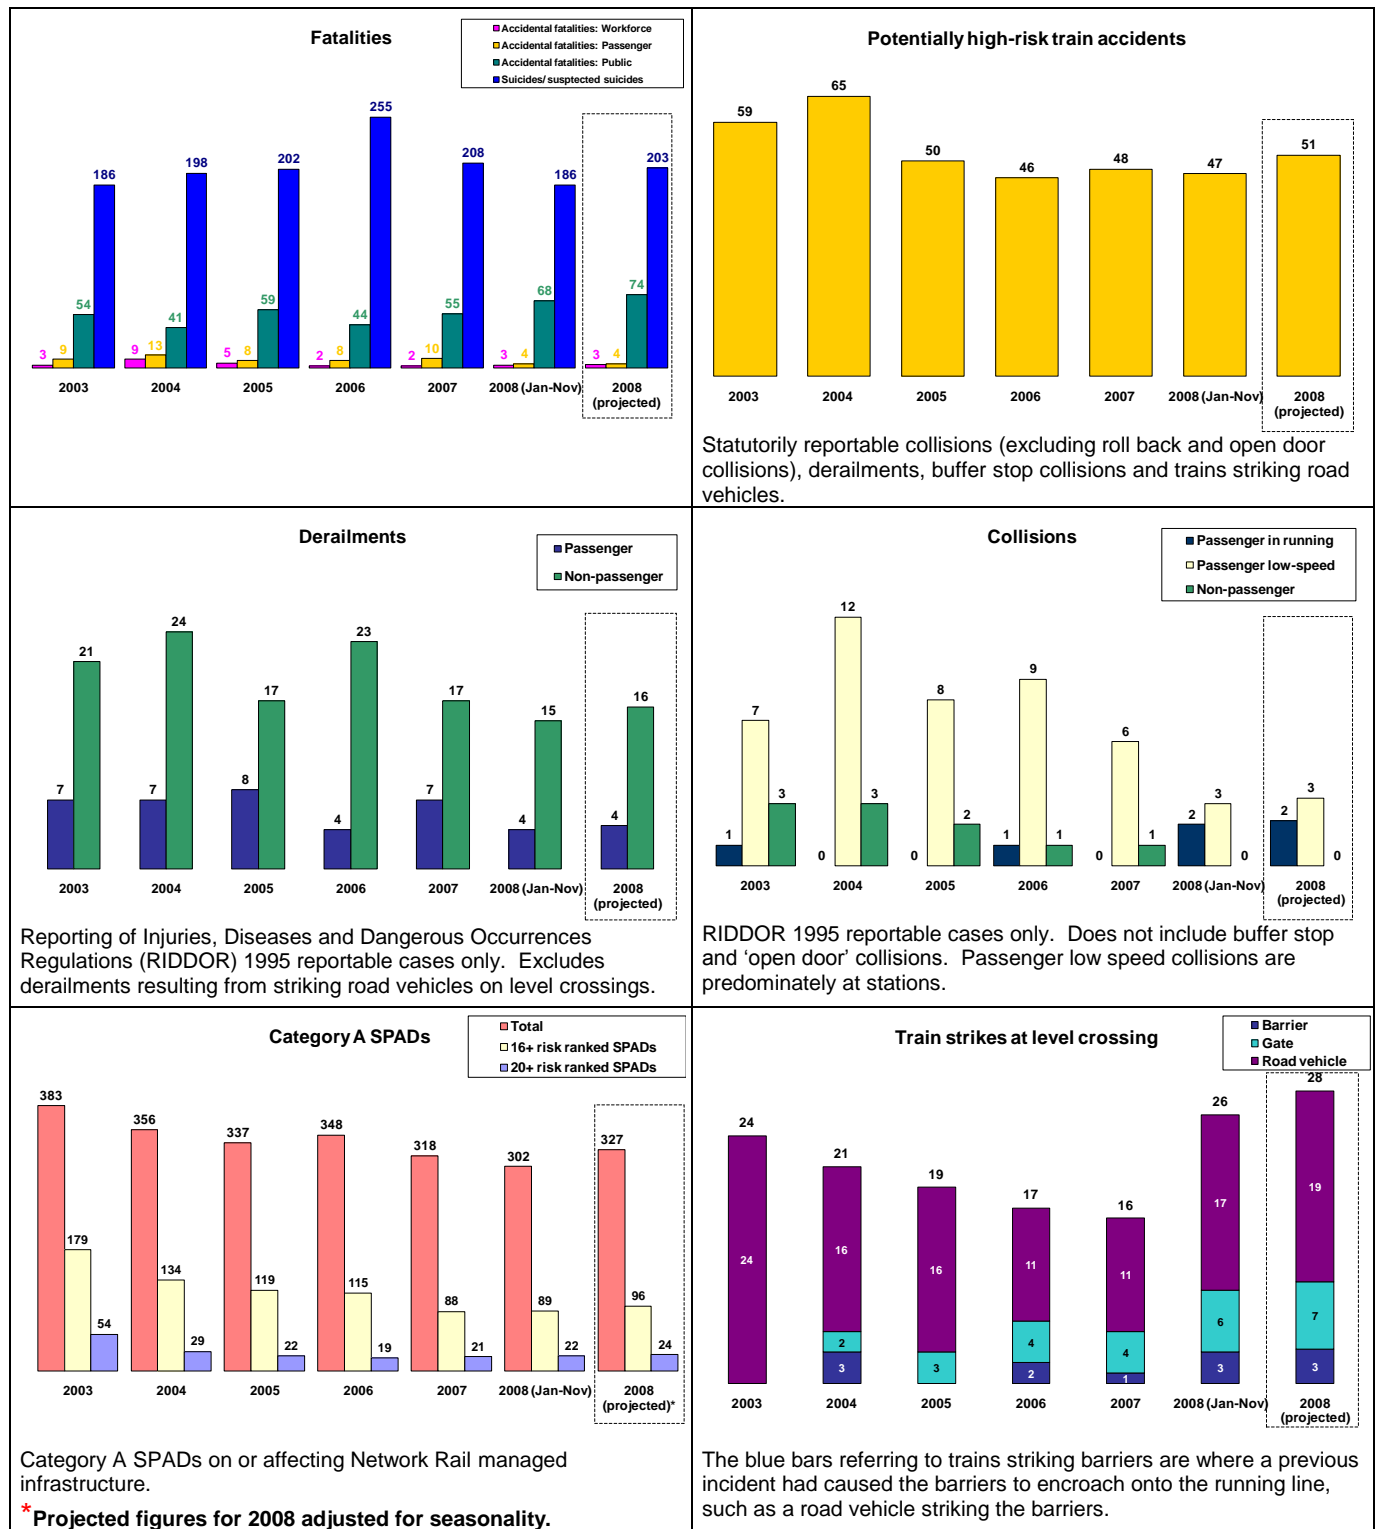 Fatalities
Accidental fatalities: Workforce
Accidental fatalities: Passenger
Accidental fatalities: Public
Suicides/ susptected suicides
3 9 54 186
9 13 41 198
5 8 59 202
2 8 44 255
2 10 55 208
3 4 68 186
3 4 74 203
2003 2004 2005 2006 2007 2008 (Jan-Nov) 2008
(projected)
Potentially high-risk train accidents
59 65 50 46 48 47 51
2003 2004 2005 2006 2007 2008 (Jan-Nov) 2008
(projected)
Statutorily reportable collisions (excluding roll back and open door
collisions), derailments, buffer stop collisions and trains striking road
vehicles.
Derailments
Passenger
Non-passenger
7 21
7 24
8 17
4 23
7 17
4 15
4 16
2003 2004 2005 2006 2007 2008 (Jan-Nov) 2008
(projected)
Reporting of Injuries, Diseases and Dangerous Occurrences
Regulations (RIDDOR) 1995 reportable cases only. Excludes
derailments resulting from striking road vehicles on level crossings.
Collisions
Passenger in running
Passenger low-speed
Non-passenger
1 7 3
0 12 3
0 8 2
1 9 1
0 6 1
2 3 0
2 3 0
2003 2004 2005 2006 2007 2008 (Jan-Nov) 2008
(projected)
RIDDOR 1995 reportable cases only. Does not include buffer stop
and ‘open door’ collisions. Passenger low speed collisions are
predominately at stations.
Category A SPADs
Total
16+ risk ranked SPADs
20+ risk ranked SPADs
383 179 54
356 134 29
337 119 22
348 115 19
318 88 21
302 89 22
327 96 24
2003 2004 2005 2006 2007 2008 (Jan-Nov) 2008
(projected)*
Category A SPADs on or affecting Network Rail managed
infrastructure.
*Projected figures for 2008 adjusted for seasonality.
Train strikes at level crossing
Barrier
Gate
Road vehicle
24 24
21 16 2 3
19 16 3
17 11 4 2
16 11 4 1
26 17 6 3
28 19 7 3
2003 2004 2005 2006 2007 2008 (Jan-Nov) 2008
(projected)
The blue bars referring to trains striking barriers are where a previous
incident had caused the barriers to encroach onto the running line,
such as a road vehicle striking the barriers.